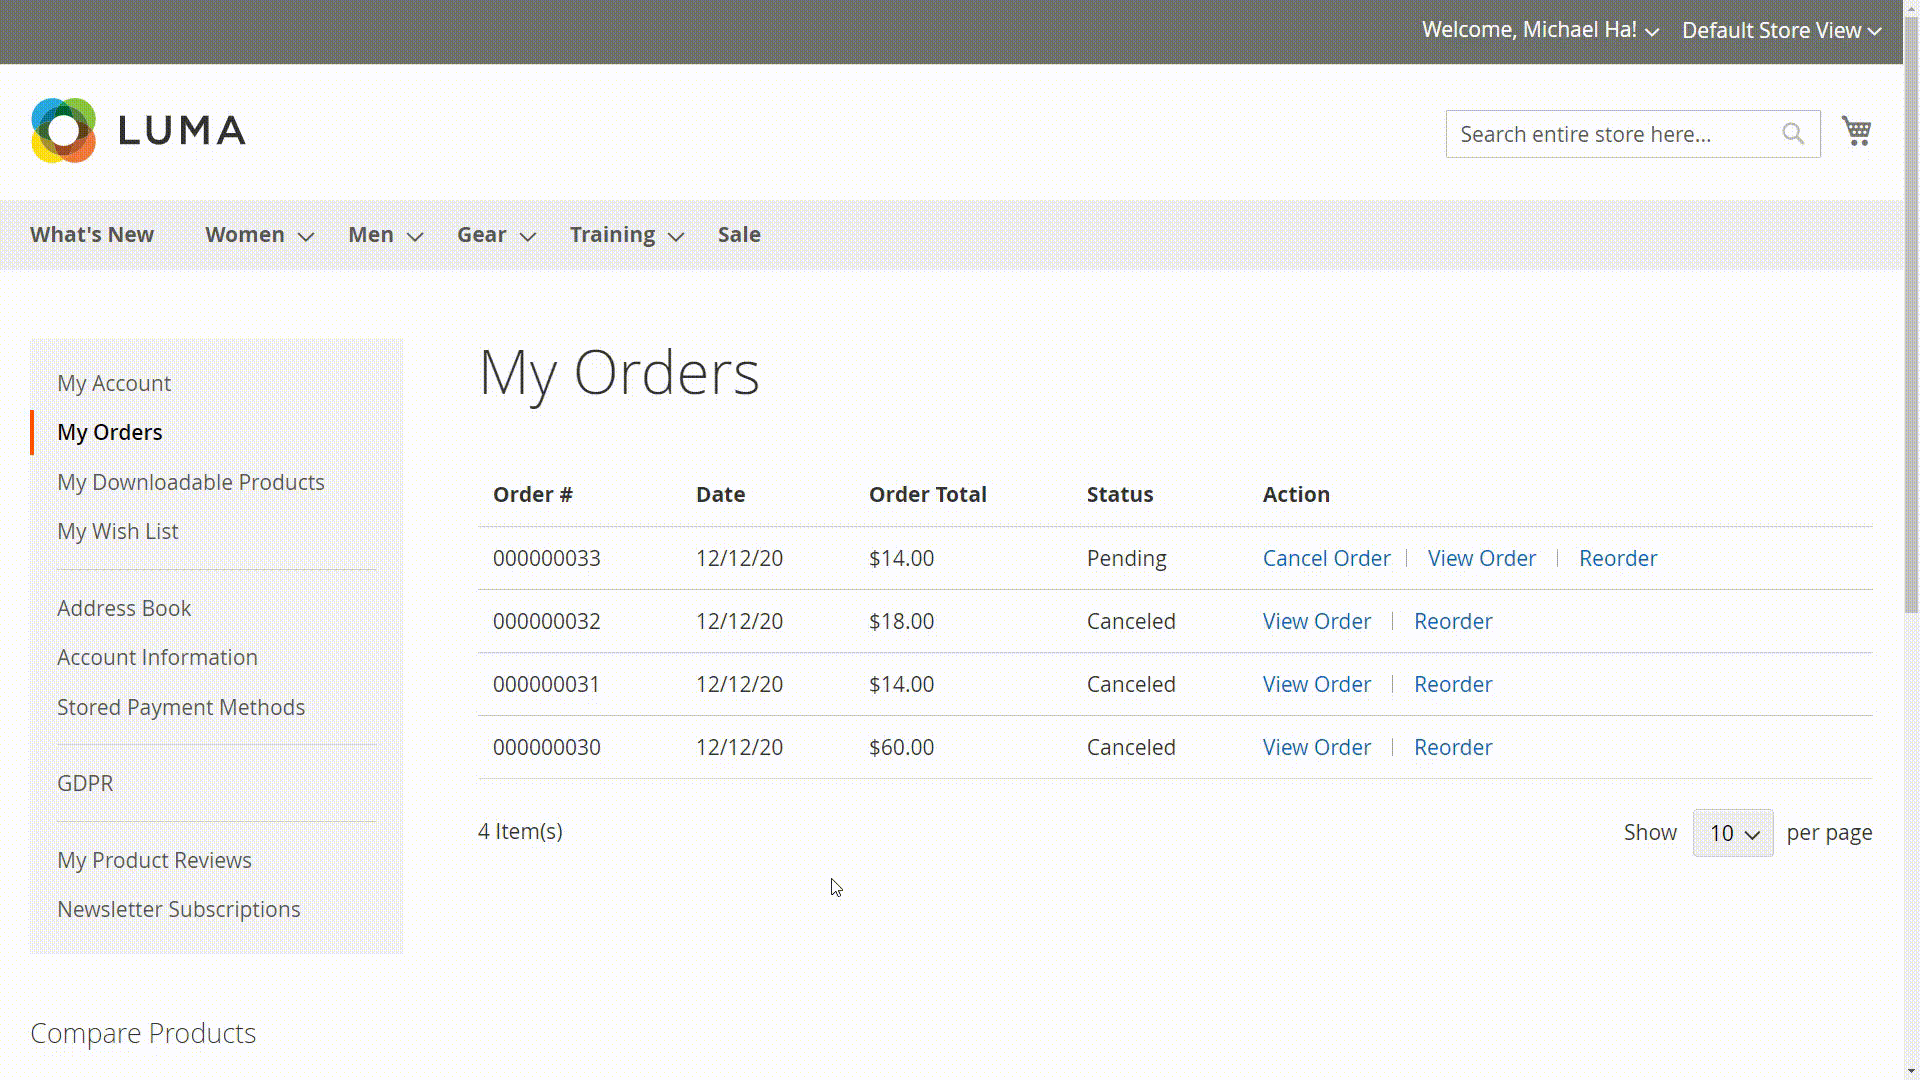 Welcome, Michael Ha! Default Store View
LUMA
Search entire store here...
What's New Women Men Gear Training Sale
My Account
My Orders
My Downloadable Products
My Wish List
Address Book
Account Information
Stored Payment Methods
GDPR
My Product Reviews
Newsletter Subscriptions
My Orders
Order # Date Order Total Status Action
000000033 12/12/20 $14.00 Pending Cancel Order View Order Reorder
000000032 12/12/20 $18.00 Canceled View Order Reorder
000000031 12/12/20 $14.00 Canceled View Order Reorder
000000030 12/12/20 $60.00 Canceled View Order Reorder
4 Item(s) Show 10 per page
Compare Products